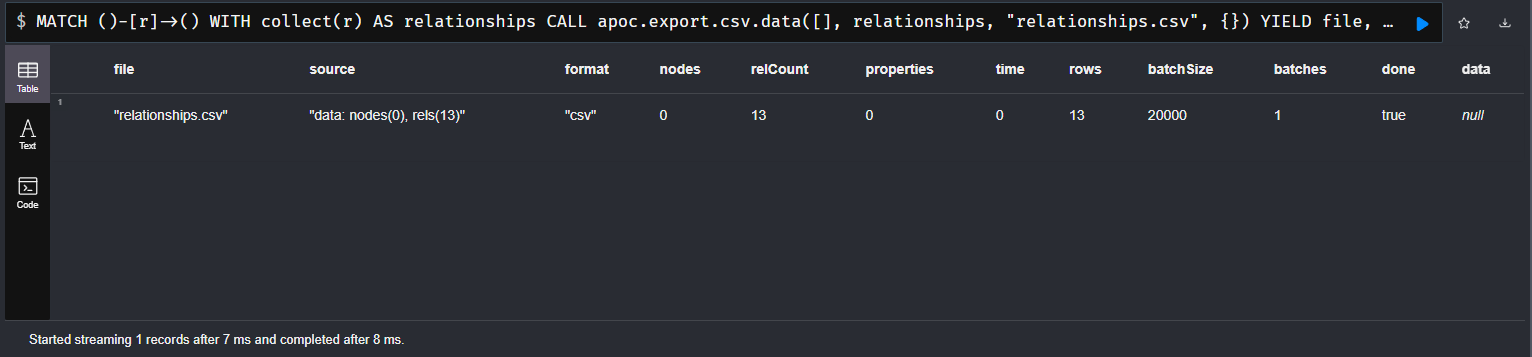 $ MATCH ()-[r]→() WITH collect(r) AS relationships CALL apoc.export.csv.data([], relationships, "relationships.csv", {}) YIELD file, …
Table
Text
Code
file source format nodes relCount properties time rows batchSize batches done data
1 "relationships.csv" "data: nodes(0), rels(13)" "csv" 0 13 0 0 13 20000 1 true null
Started streaming 1 records after 7 ms and completed after 8 ms.